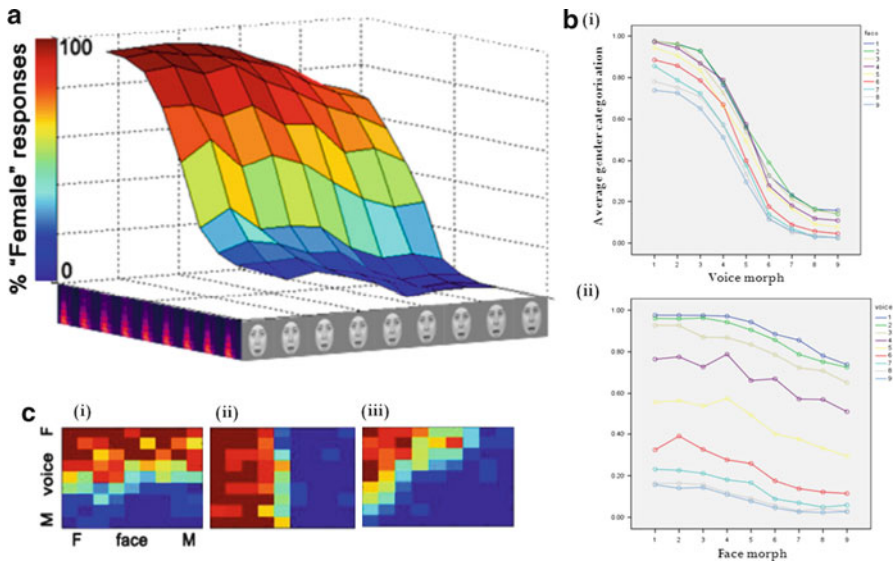 a
% "Female" responses
100
0
b (i)
Average gender categorisation
1.00
0.80
0.60
0.40
0.20
0.00
1 2 3 4 5 6 7 8 9
Voice morph
face
1
2
3
4
5
6
7
8
9
(ii)
1.00
0.80
0.60
0.40
0.20
0.00
1 2 3 4 5 6 7 8 9
Face morph
voice
1
2
3
4
5
6
7
8
9
c (i) (ii) (iii)
F
voice
M
F face M